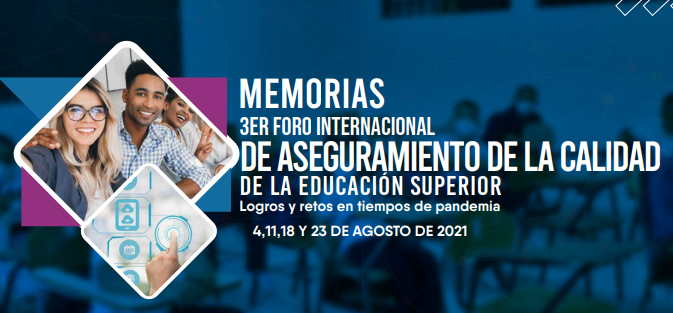 MEMORIAS
3ER FORO INTERNACIONAL
DE ASEGURAMIENTO DE LA CALIDAD
DE LA EDUCACIÓN SUPERIOR
Logros y retos en tiempos de pandemia
4,11,18 Y 23 DE AGOSTO DE 2021